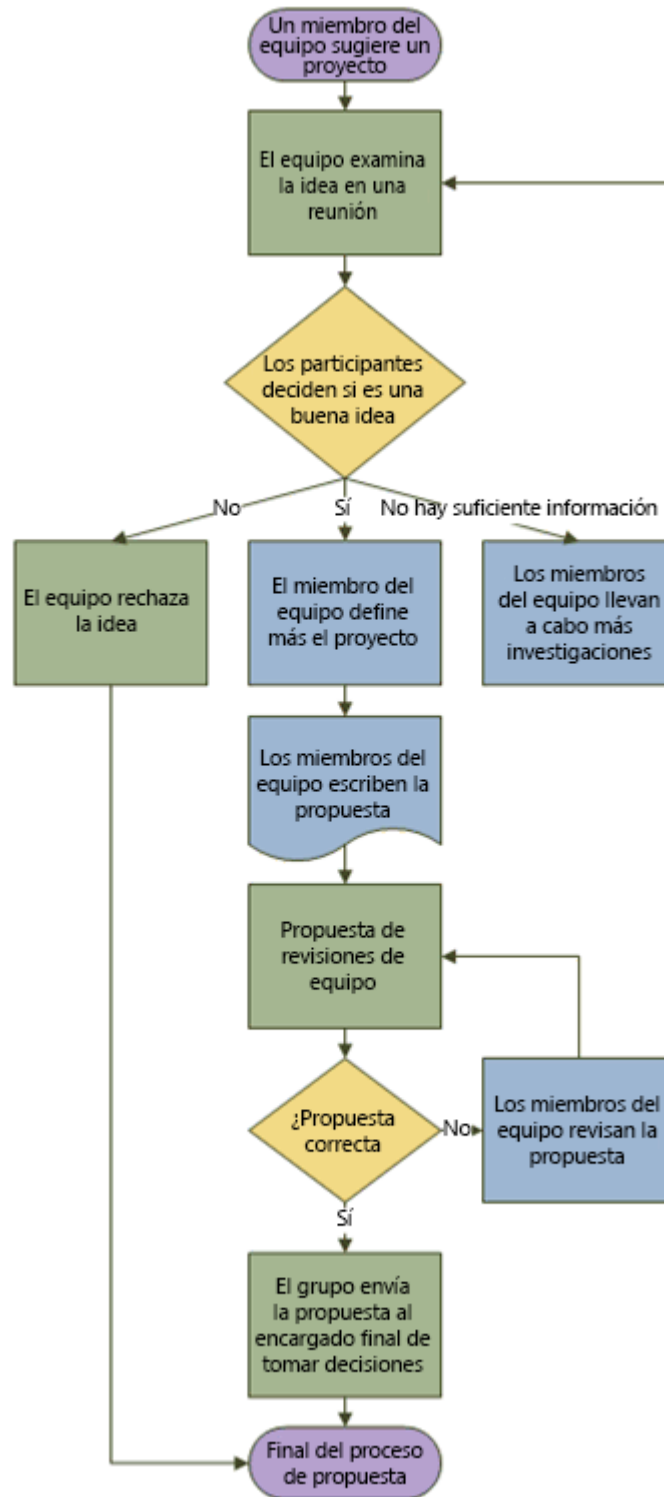 Un miembro del
equipo sugiere un
proyecto
El equipo examina
la idea en una
reunión
Los participantes
deciden si es una
buena idea
No
Sí
No hay suficiente información
El equipo rechaza
la idea
El miembro del
equipo define
más el proyecto
Los miembros
del equipo llevan
a cabo más
investigaciones
Los miembros del
equipo escriben la
propuesta
Propuesta de
revisiones de
equipo
¿Propuesta
correcta
No
Los miembros del
equipo revisan la
propuesta
Sí
El grupo envía
la propuesta al
encargado final de
tomar decisiones
Final del proceso
de propuesta